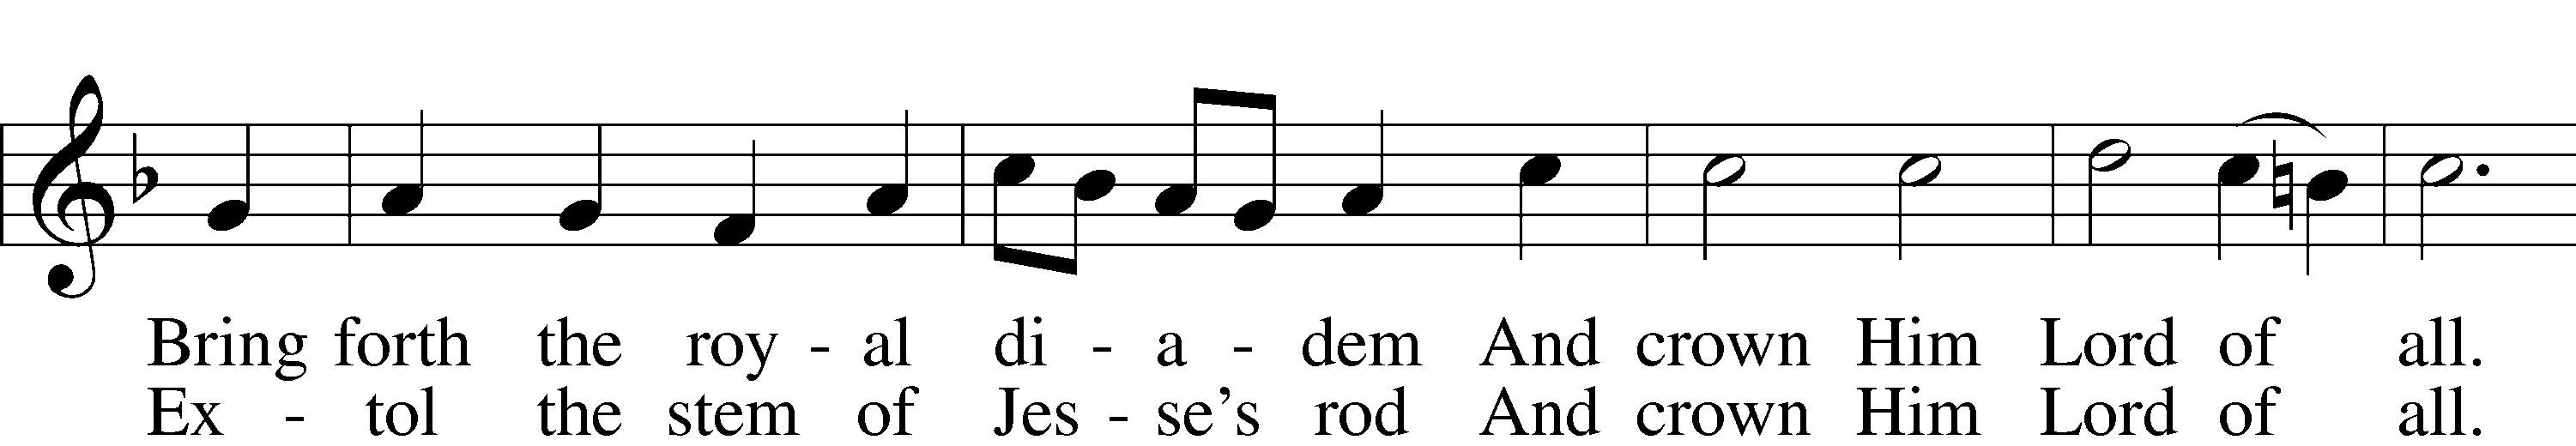 Bring forth the roy - al di - a - dem And crown Him Lord of all.
Ex - tol the stem of Jes - se's rod And crown Him Lord of all.